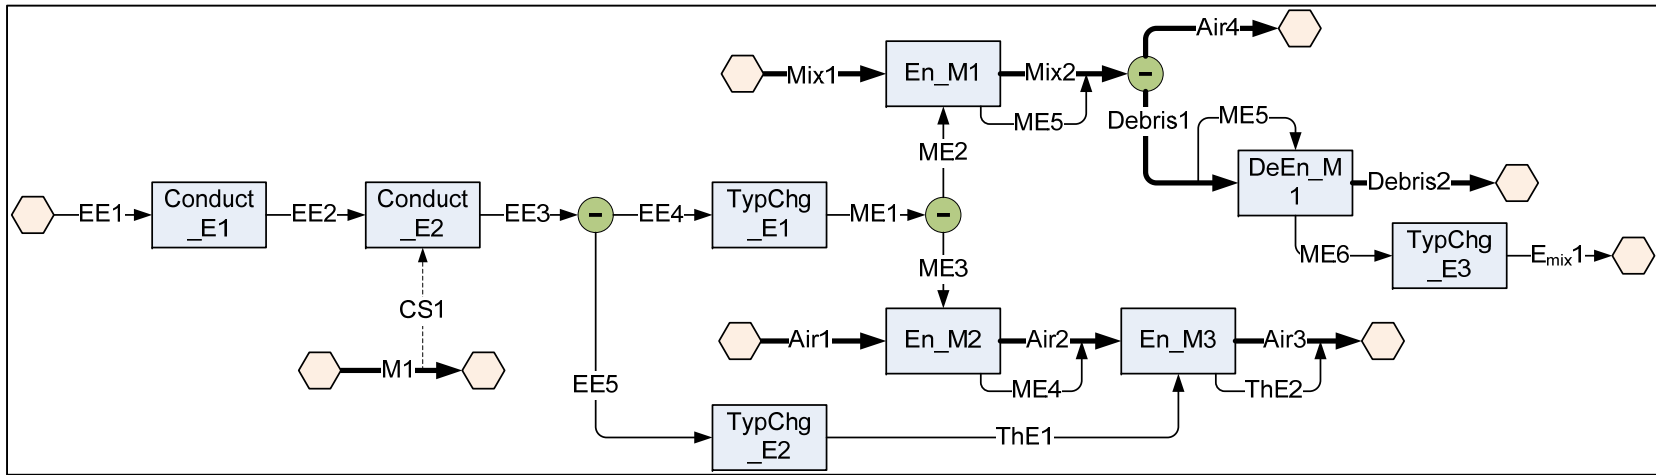 Air4
Mix1
En_M1
Mix2
-
ME5
Debris1
ME5
ME2
DeEn_M
1
Debris2
EE1
Conduct
_E1
EE2
Conduct
_E2
EE3
-
EE4
TypChg
_E1
ME1
-
ME6
TypChg
_E3
Emix1
ME3
CS1
Air1
En_M2
Air2
En_M3
Air3
M1
EE5
ME4
ThE2
TypChg
_E2
ThE1